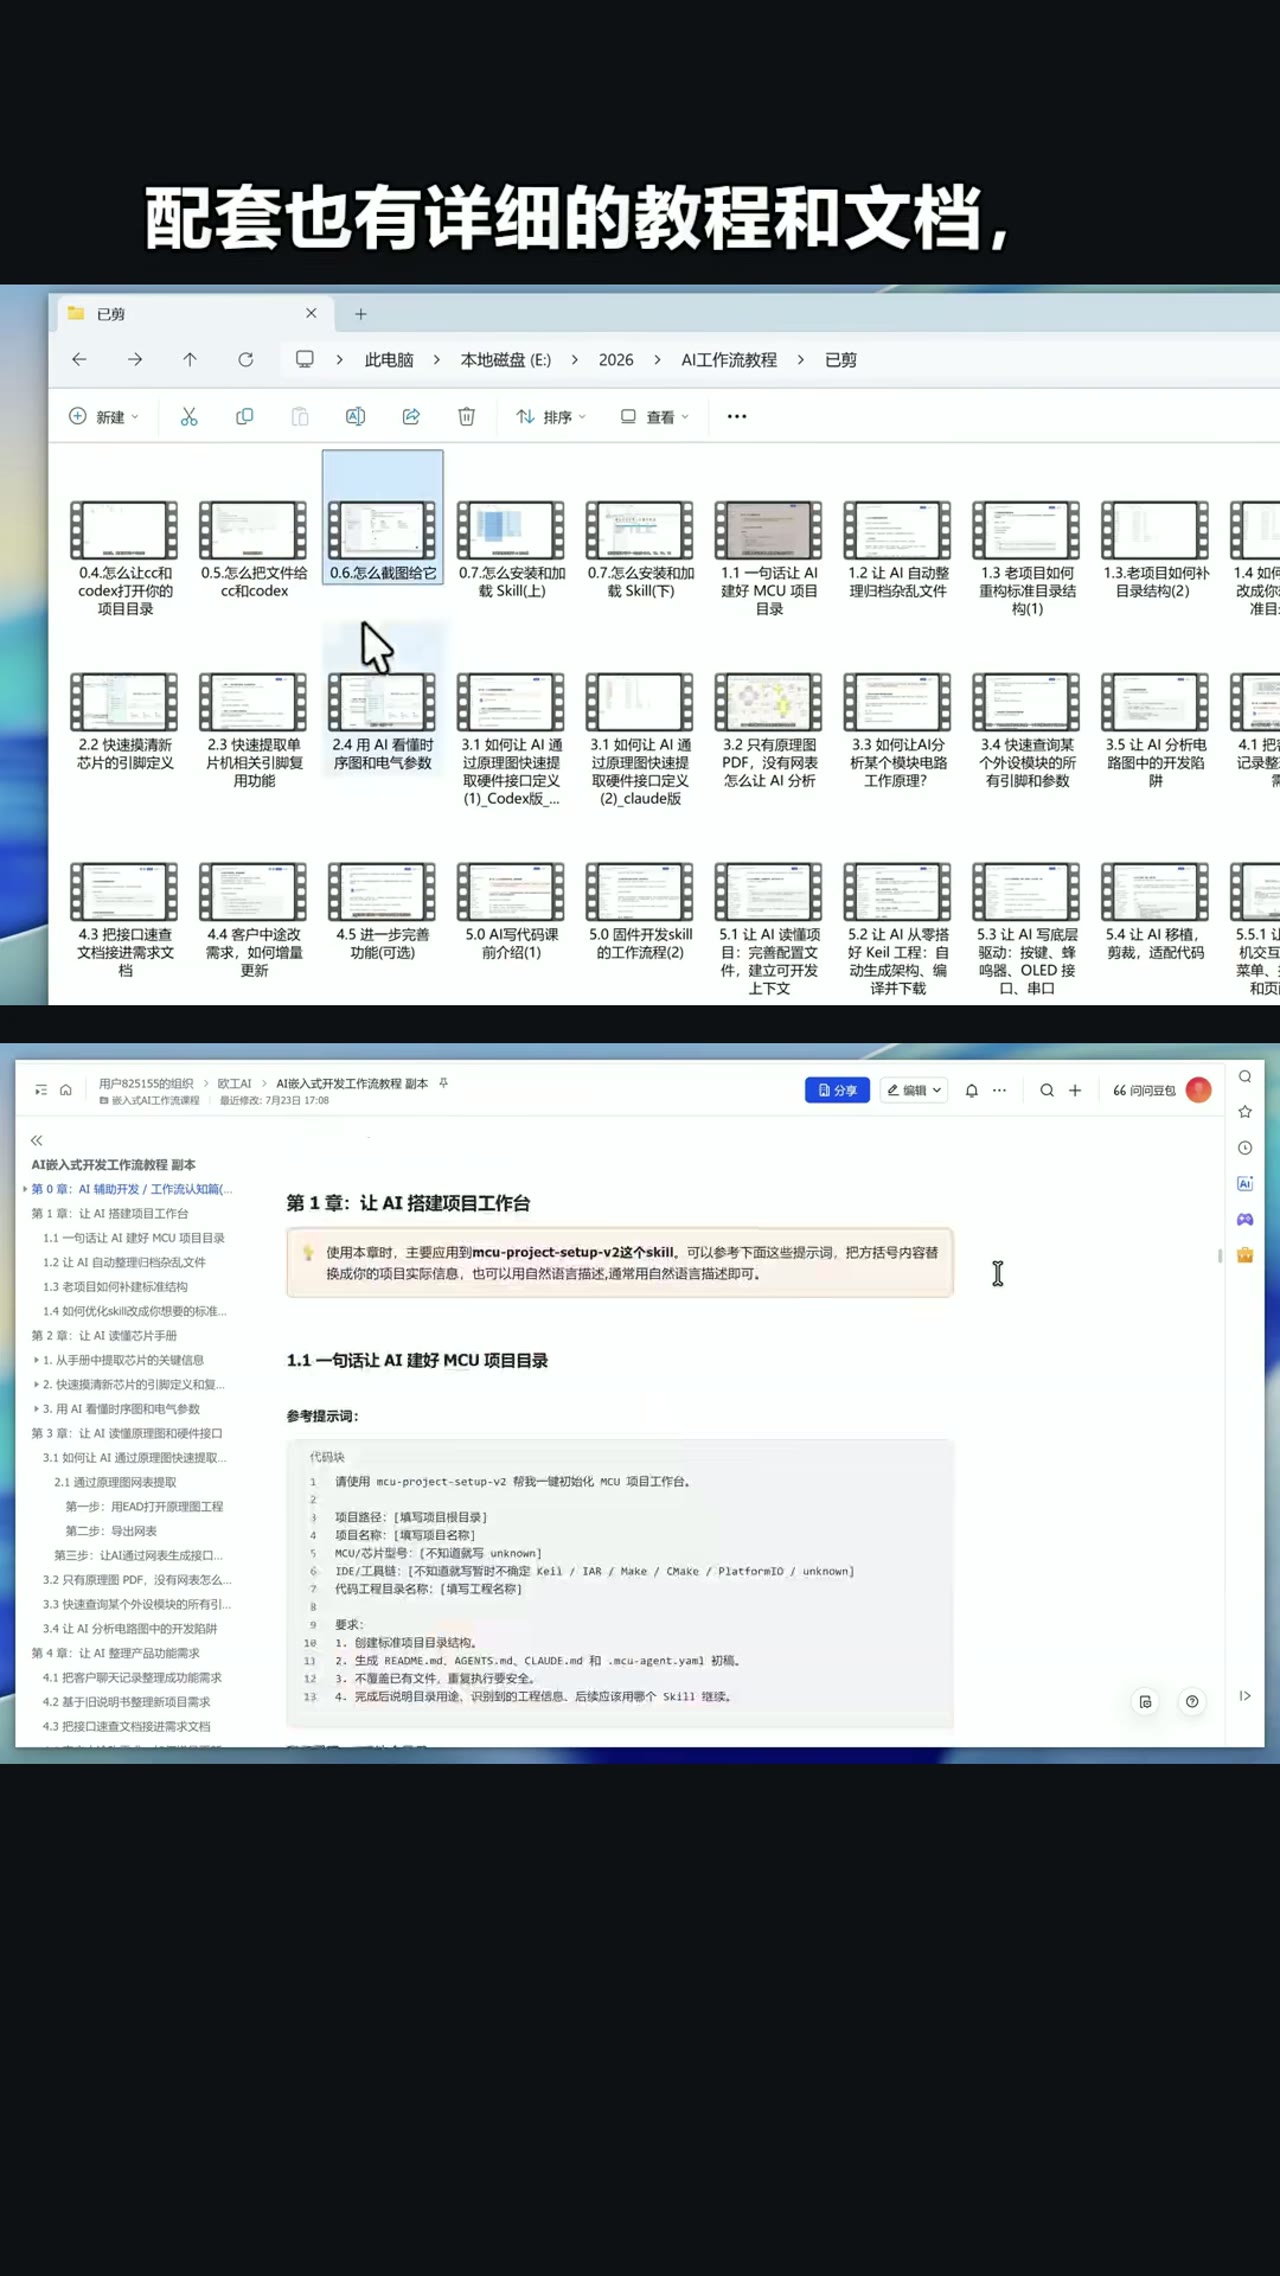 配套也有详细的教程和文档，
已剪
此电脑 > 本地磁盘 (E:) > 2026 > AI工作流教程 > 已剪
新建 排序 查看
0.4.怎么让cc和
codex打开你的
项目目录
0.5.怎么把文件给
cc和codex
0.6.怎么截图给它
0.7.怎么安装和加
载 Skill(上)
0.7.怎么安装和加
载 Skill(下)
1.1 一句话让 AI
建好 MCU 项目
目录
1.2 让 AI 自动整
理归档杂乱文件
1.3 老项目如何
重构标准目录结
构(1)
1.3.老项目如何补
目录结构(2)
1.4 如何
改成你
准目
2.2 快速摸清新
芯片的引脚定义
2.3 快速提取单
片机相关引脚复
用功能
2.4 用 AI 看懂时
序图和电气参数
3.1 如何让 AI 通
过原理图快速提
取硬件接口定义
(1)_Codex版_...
3.1 如何让 AI 通
过原理图快速提
取硬件接口定义
(2)_claude版
3.2 只有原理图
PDF，没有网表
怎么让 AI 分析
3.3 如何让AI分
析某个模块电路
工作原理?
3.4 快速查询某
个外设模块的所
有引脚和参数
3.5 让 AI 分析电
路图中的开发陷
阱
4.1 把客
记录整
需
4.3 把接口速查
文档接进需求文
档
4.4 客户中途改
需求，如何增量
更新
4.5 进一步完善
功能(可选)
5.0 AI写代码课
前介绍(1)
5.0 固件开发skill
的工作流程(2)
5.1 让 AI 读懂项
目：完善配置文
件，建立可开发
上下文
5.2 让 AI 从零搭
好 Keil 工程：自
动生成架构、编
译并下载
5.3 让 AI 写底层
驱动：按键、蜂
鸣器、OLED 接
口、串口
5.4 让 AI 移植，
剪裁，适配代码
5.5.1 让
机交互
菜单、
和页
用户825155的组织 > 欧工AI > AI嵌入式开发工作流教程 副本
嵌入式AI工作流课程 | 最近修改: 7月23日 17:08
分享 编辑 问问豆包
AI嵌入式开发工作流教程 副本
第 0 章：AI 辅助开发 / 工作流认知篇(...
第 1 章：让 AI 搭建项目工作台
1.1 一句话让 AI 建好 MCU 项目目录
1.2 让 AI 自动整理归档杂乱文件
1.3 老项目如何补建标准结构
1.4 如何优化skill改成你想要的标准...
第 2 章：让 AI 读懂芯片手册
1. 从手册中提取芯片的关键信息
2. 快速摸清新芯片的引脚定义和复...
3. 用 AI 看懂时序图和电气参数
第 3 章：让 AI 读懂原理图和硬件接口
3.1 如何让 AI 通过原理图快速提取...
2.1 通过原理图网表提取
第一步：用EAD打开原理图工程
第二步：导出网表
第三步：让AI通过网表生成接口...
3.2 只有原理图 PDF，没有网表怎么...
3.3 快速查询某个外设模块的所有引...
3.4 让 AI 分析电路图中的开发陷阱
第 4 章：让 AI 整理产品功能需求
4.1 把客户聊天记录整理成功能需求
4.2 基于旧说明书整理新项目需求
4.3 把接口速查文档接进需求文档
第 1 章：让 AI 搭建项目工作台
使用本章时，主要应用到mcu-project-setup-v2这个skill。可以参考下面这些提示词，把方括号内容替
换成你的项目实际信息，也可以用自然语言描述,通常用自然语言描述即可。
1.1 一句话让 AI 建好 MCU 项目目录
参考提示词：
代码块
1 请使用 mcu-project-setup-v2 帮我一键初始化 MCU 项目工作台。
2
3 项目路径：[填写项目根目录]
4 项目名称：[填写项目名称]
5 MCU/芯片型号：[不知道就写 unknown]
6 IDE/工具链：[不知道就写暂时不确定 Keil / IAR / Make / CMake / PlatformIO / unknown]
7 代码工程目录名称：[填写工程名称]
8
9 要求：
10 1. 创建标准项目目录结构。
11 2. 生成 README.md、AGENTS.md、CLAUDE.md 和 .mcu-agent.yaml 初稿。
12 3. 不覆盖已有文件，重复执行要安全。
13 4. 完成后说明目录用途、识别到的工程信息、后续应该用哪个 Skill 继续。